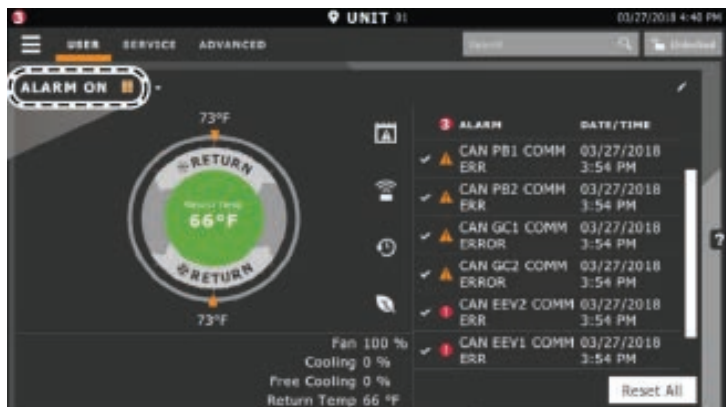 3
UNIT 01
03/27/2018 4:40 PM
USER
SERVICE
ADVANCED
Search
Unlocked
ALARM ON
73°F
RETURN
Return Temp
66°F
RETURN
73°F
3 ALARM DATE/TIME
CAN PB1 COMM 03/27/2018
ERR 3:54 PM
CAN PB2 COMM 03/27/2018
ERR 3:54 PM
CAN GC1 COMM 03/27/2018
ERROR 3:54 PM
CAN GC2 COMM 03/27/2018
ERROR 3:54 PM
CAN EEV2 COMM 03/27/2018
ERR 3:54 PM
CAN EEV1 COMM 03/27/2018
ERR 3:54 PM
?
Fan 100 %
Cooling 0 %
Free Cooling 0 %
Return Temp 66 °F
Reset All